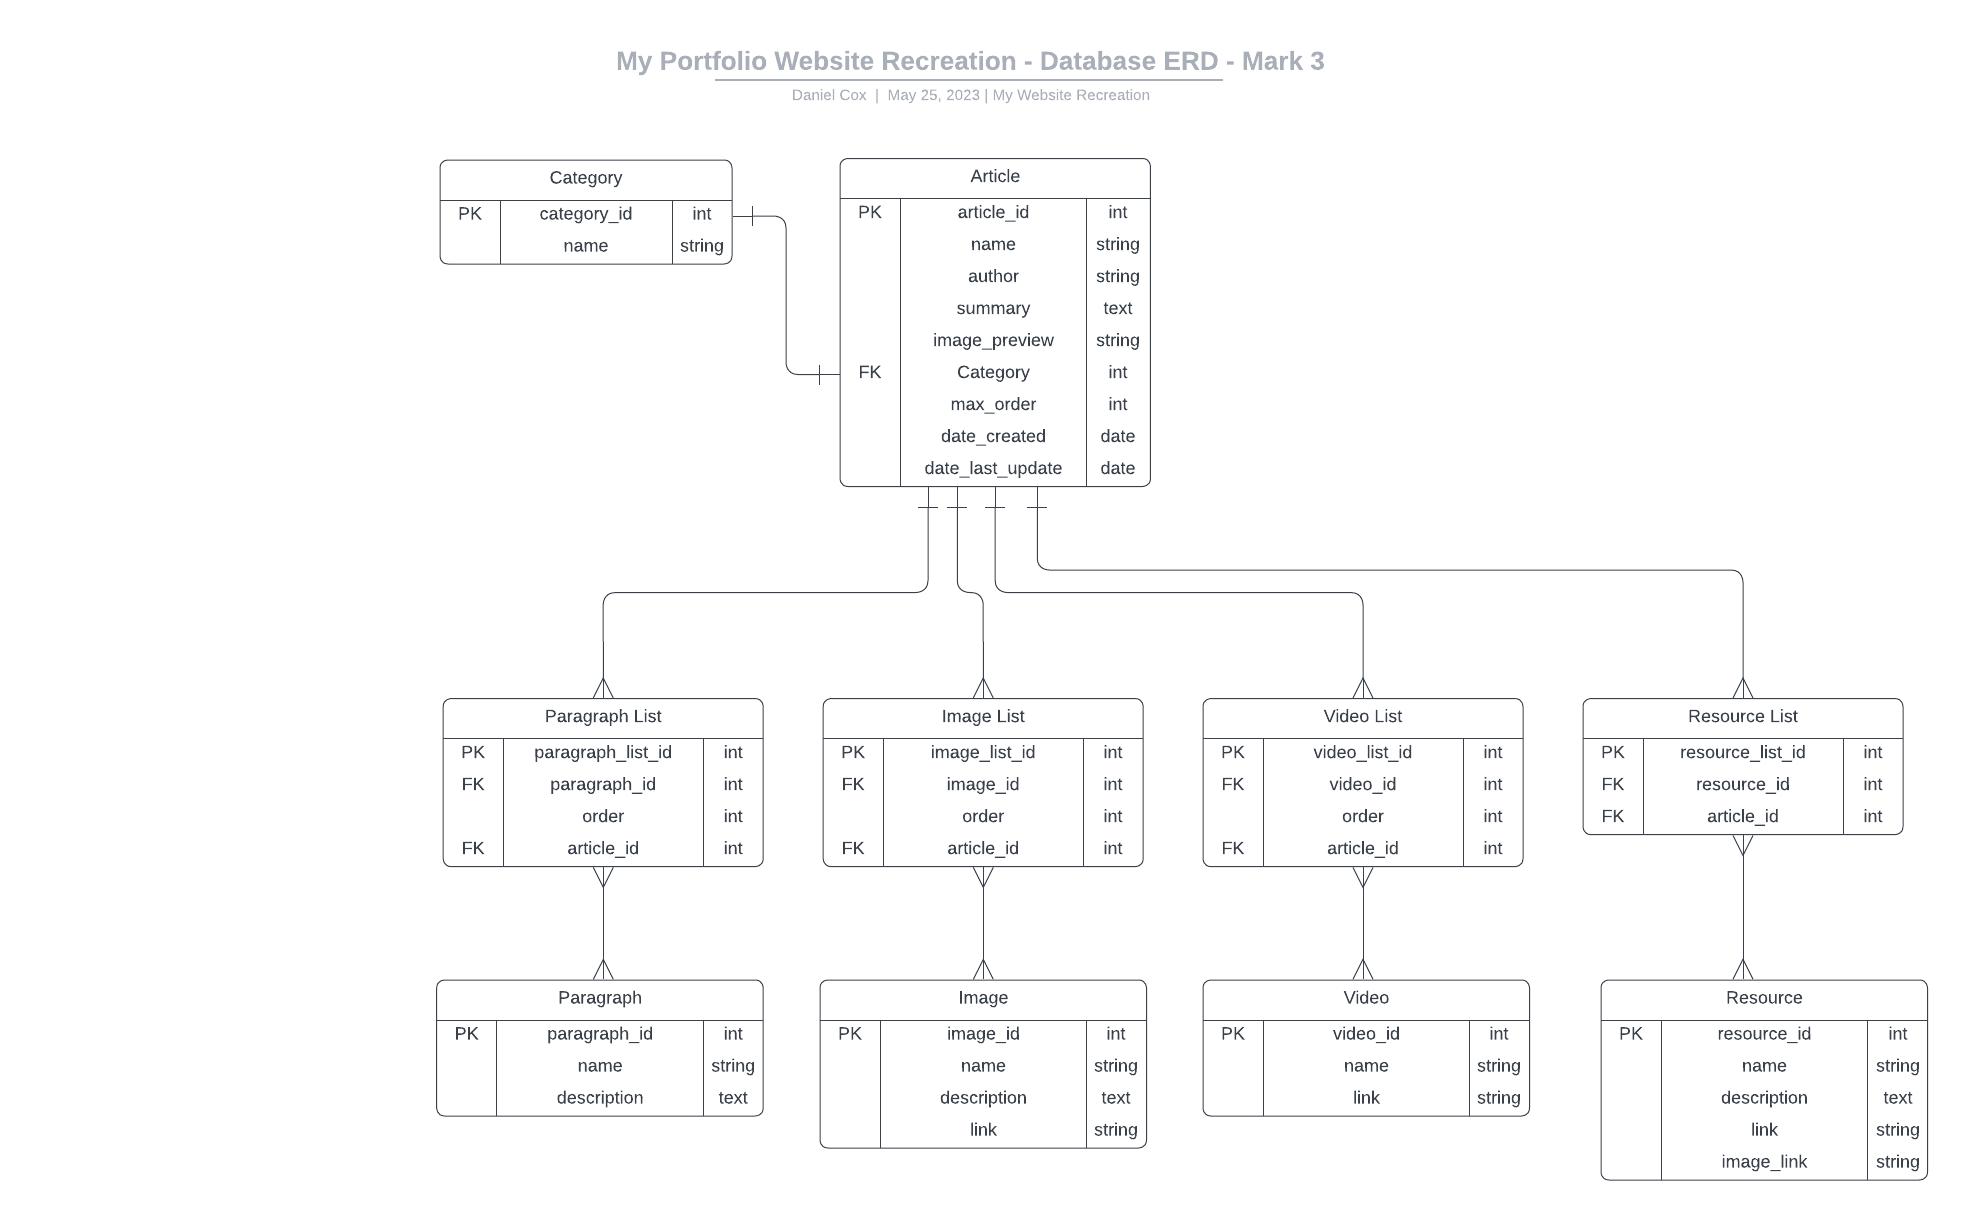 My Portfolio Website Recreation - Database ERD - Mark 3
Daniel Cox | May 25, 2023 | My Website Recreation
Category
PK category_id int
name string
Article
PK article_id int
name string
author string
summary text
image_preview string
FK Category int
max_order int
date_created date
date_last_update date
Paragraph List
PK paragraph_list_id int
FK paragraph_id int
order int
FK article_id int
Image List
PK image_list_id int
FK image_id int
order int
FK article_id int
Video List
PK video_list_id int
FK video_id int
order int
FK article_id int
Resource List
PK resource_list_id int
FK resource_id int
FK article_id int
Paragraph
PK paragraph_id int
name string
description text
Image
PK image_id int
name string
description text
link string
Video
PK video_id int
name string
link string
Resource
PK resource_id int
name string
description text
link string
image_link string